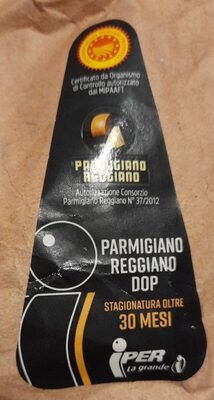 Certificato da Organismo
di Controllo autorizzato
dal MIPAAFT
PARMIGIANO
REGGIANO
Autorizzazione Consorzio
Parmigiano Reggiano N° 37/2012
PARMIGIANO
REGGIANO
DOP
STAGIONATURA OLTRE
30 MESI
iPER
La grande i